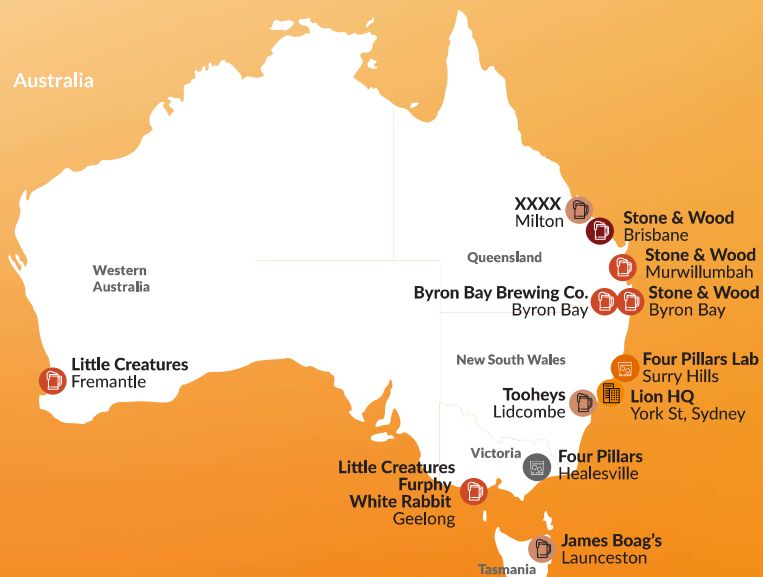 Australia
XXXX
Milton
Stone & Wood
Brisbane
Queensland
Stone & Wood
Murwillumbah
Western
Australia
Byron Bay Brewing Co.
Byron Bay
Stone & Wood
Byron Bay
New South Wales
Four Pillars Lab
Surry Hills
Little Creatures
Fremantle
Tooheys
Lidcombe
Lion HQ
York St, Sydney
Victoria
Four Pillars
Healesville
Little Creatures
Furphy
White Rabbit
Geelong
James Boag’s
Launceston
Tasmania